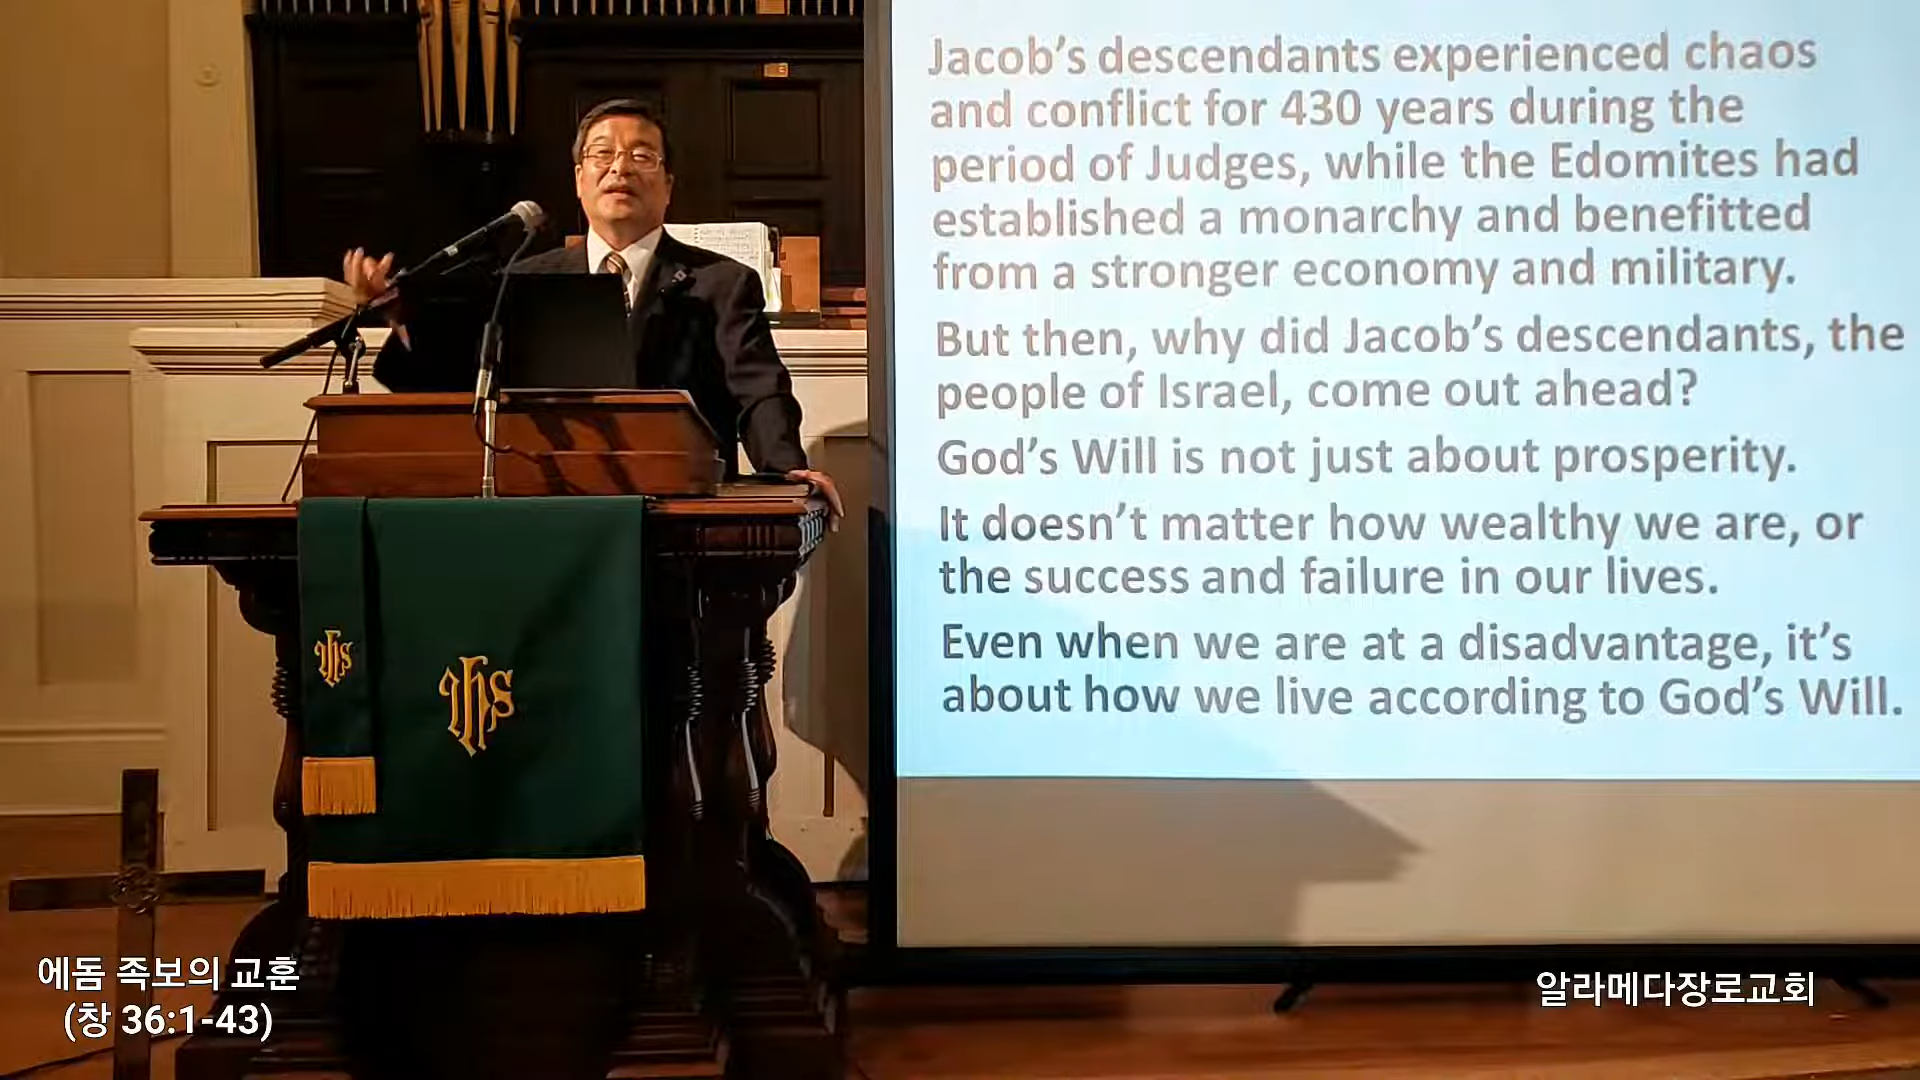 Jacob's descendants experienced chaos
and conflict for 430 years during the
period of Judges, while the Edomites had
established a monarchy and benefitted
from a stronger economy and military.
But then, why did Jacob's descendants, the
people of Israel, come out ahead?
God's Will is not just about prosperity.
It doesn't matter how wealthy we are, or
the success and failure in our lives.
Even when we are at a disadvantage, it's
about how we live according to God's Will.
IHS
IHS
에돔 족보의 교훈
(창 36:1-43)
알라메다장로교회